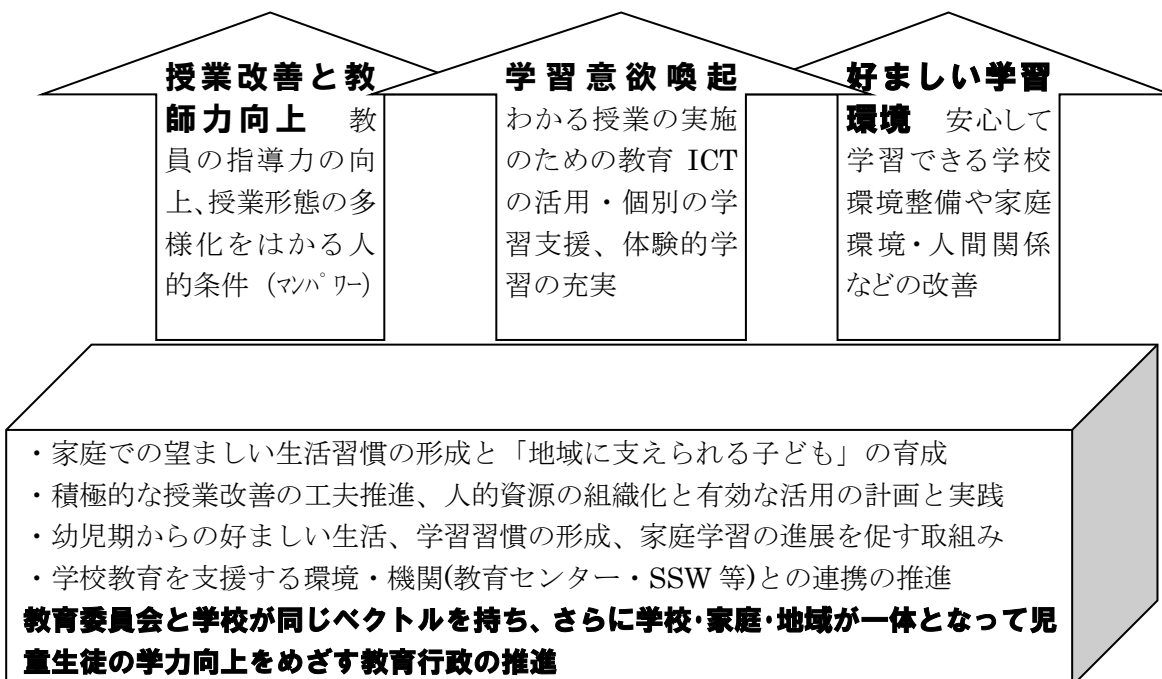 授業改善と教
師力向上 教
員の指導力の向
上、授業形態の多
様化をはかる人
的条件 (ﾏﾝﾊﾟﾜｰ)
学習意欲喚起
わかる授業の実施
のための教育 ICT
の活用・個別の学
習支援、体験的学
習の充実
好ましい学習
環境 安心して
学習できる学校
環境整備や家庭
環境・人間関係
などの改善
・家庭での望ましい生活習慣の形成と「地域に支えられる子ども」の育成
・積極的な授業改善の工夫推進、人的資源の組織化と有効な活用の計画と実践
・幼児期からの好ましい生活、学習習慣の形成、家庭学習の進展を促す取組み
・学校教育を支援する環境・機関(教育センター・SSW 等)との連携の推進
教育委員会と学校が同じベクトルを持ち、さらに学校・家庭・地域が一体となって児
童生徒の学力向上をめざす教育行政の推進